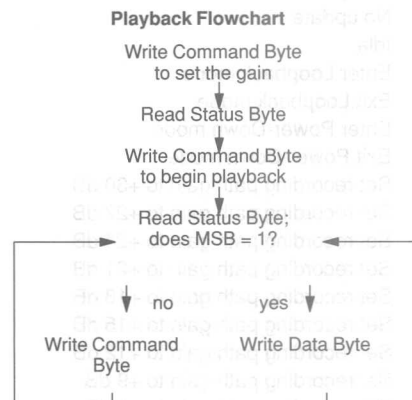 Playback Flowchart
Write Command Byte
to set the gain
Read Status Byte
Write Command Byte
to begin playback
Read Status Byte;
does MSB = 1?
no
yes
Write Command
Byte
Write Data Byte